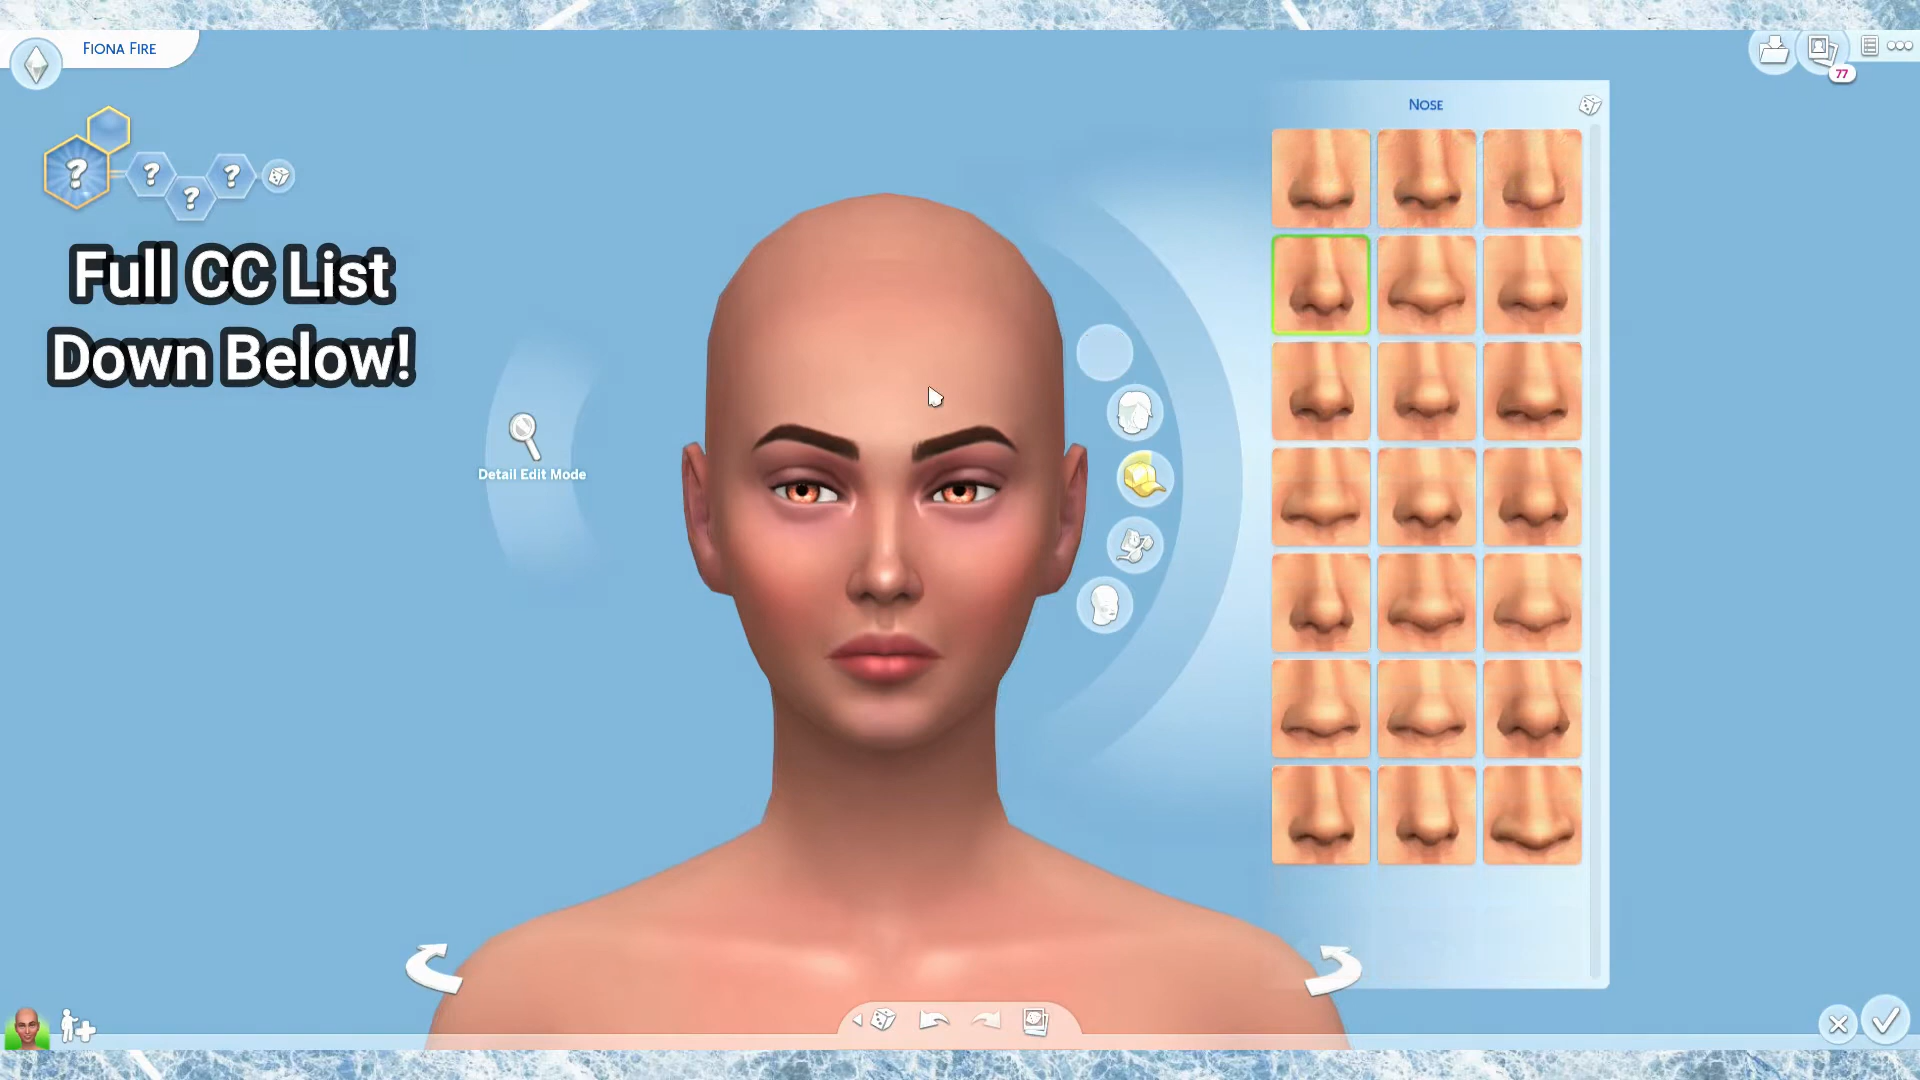 FIONA FIRE
77
NOSE
?
?
?
?
Full CC List
Down Below!
Detail Edit Mode